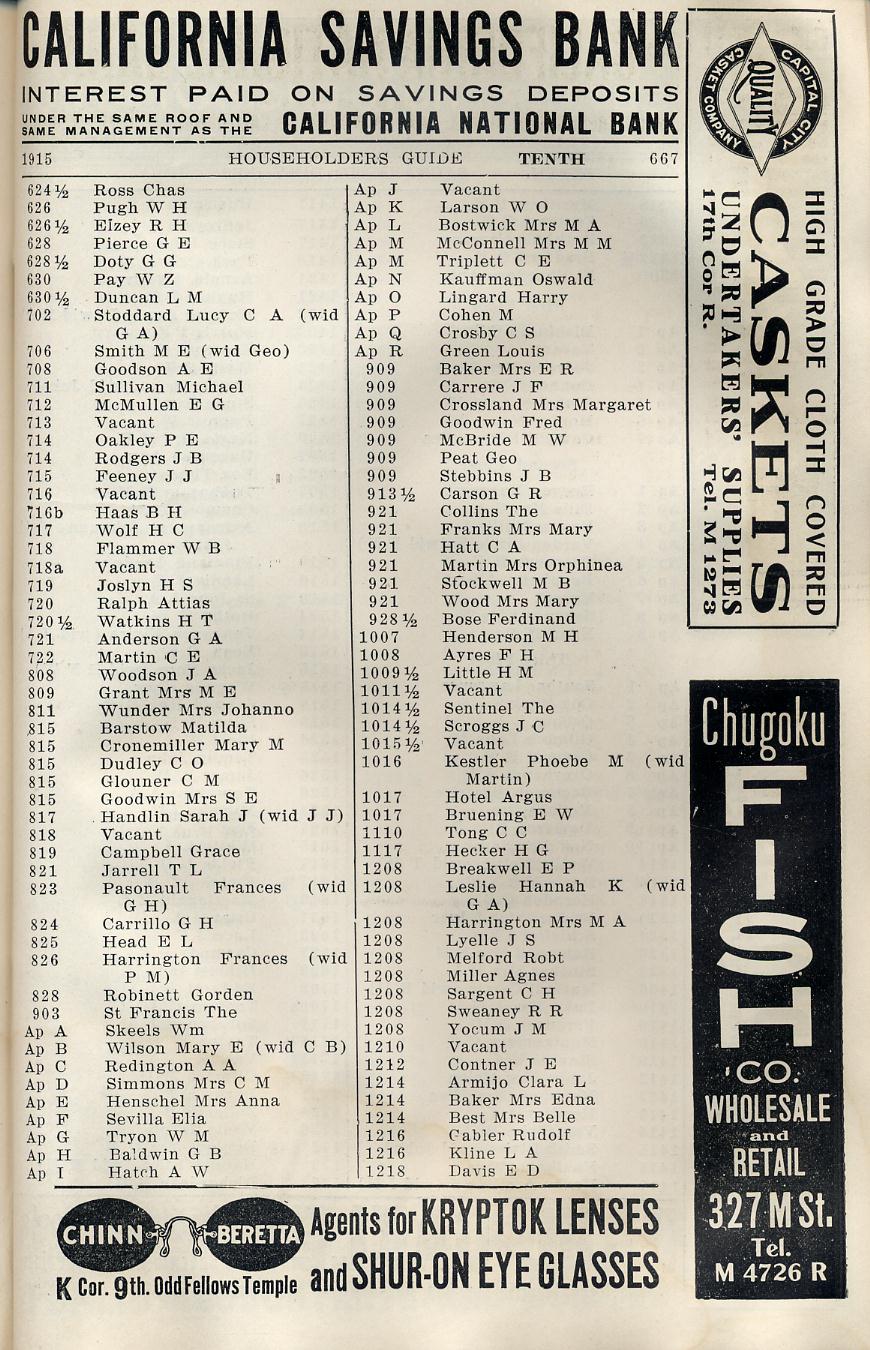 CALIFORNIA SAVINGS BANK
INTEREST PAID ON SAVINGS DEPOSITS
UNDER THE SAME ROOF AND
SAME MANAGEMENT AS THE
CALIFORNIA NATIONAL BANK
1915 HOUSEHOLDERS GUIDE TENTH 667
624½ Ross Chas
626 Pugh W H
626½ Elzey R H
628 Pierce G E
628½ Doty G G
630 Pay W Z
630½ Duncan L M
702 Stoddard Lucy C A (wid
G A)
706 Smith M E (wid Geo)
708 Goodson A E
711 Sullivan Michael
712 McMullen E G
713 Vacant
714 Oakley P E
714 Rodgers J B
715 Feeney J J
716 Vacant
716b Haas B H
717 Wolf H C
718 Flammer W B
718a Vacant
719 Joslyn H S
720 Ralph Attias
720½ Watkins H T
721 Anderson G A
722 Martin C E
808 Woodson J A
809 Grant Mrs M E
811 Wunder Mrs Johanno
815 Barstow Matilda
815 Cronemiller Mary M
815 Dudley C O
815 Glouner C M
815 Goodwin Mrs S E
817 Handlin Sarah J (wid J J)
818 Vacant
819 Campbell Grace
821 Jarrell T L
823 Pasonault Frances (wid
G H)
824 Carrillo G H
825 Head E L
826 Harrington Frances (wid
P M)
828 Robinett Gorden
903 St Francis The
Ap A Skeels Wm
Ap B Wilson Mary E (wid C B)
Ap C Redington A A
Ap D Simmons Mrs C M
Ap E Henschel Mrs Anna
Ap F Sevilla Elia
Ap G Tryon W M
Ap H Baldwin G B
Ap I Hatch A W
Ap J Vacant
Ap K Larson W O
Ap L Bostwick Mrs M A
Ap M McConnell Mrs M M
Ap M Triplett C E
Ap N Kauffman Oswald
Ap O Lingard Harry
Ap P Cohen M
Ap Q Crosby C S
Ap R Green Louis
909 Baker Mrs E R
909 Carrere J F
909 Crossland Mrs Margaret
909 Goodwin Fred
909 McBride M W
909 Peat Geo
909 Stebbins J B
913½ Carson G R
921 Collins The
921 Franks Mrs Mary
921 Hatt C A
921 Martin Mrs Orphinea
921 Stockwell M B
921 Wood Mrs Mary
928½ Bose Ferdinand
1007 Henderson M H
1008 Ayres F H
1009½ Little H M
1011½ Vacant
1014½ Sentinel The
1014½ Scroggs J C
1015½ Vacant
1016 Kestler Phoebe M (wid
Martin)
1017 Hotel Argus
1017 Bruening E W
1110 Tong C C
1117 Hecker H G
1208 Breakwell E P
1208 Leslie Hannah K (wid
G A)
1208 Harrington Mrs M A
1208 Lyelle J S
1208 Melford Robt
1208 Miller Agnes
1208 Sargent C H
1208 Sweaney R R
1208 Yocum J M
1210 Vacant
1212 Contner J E
1214 Armijo Clara L
1214 Baker Mrs Edna
1214 Best Mrs Belle
1216 Gabler Rudolf
1216 Kline L A
1218 Davis E D
CAPITAL CITY
CASKET COMPANY
QUALITY
HIGH GRADE CLOTH COVERED
CASKETS
UNDERTAKERS' SUPPLIES
17th Cor R. Tel. M 1273
Chugoku
FISH
CO.
WHOLESALE
and
RETAIL
327 M St.
Tel.
M 4726 R
CHINN BERETTA
K Cor. 9th. Odd Fellows Temple
Agents for KRYPTOK LENSES
and SHUR-ON EYE GLASSES